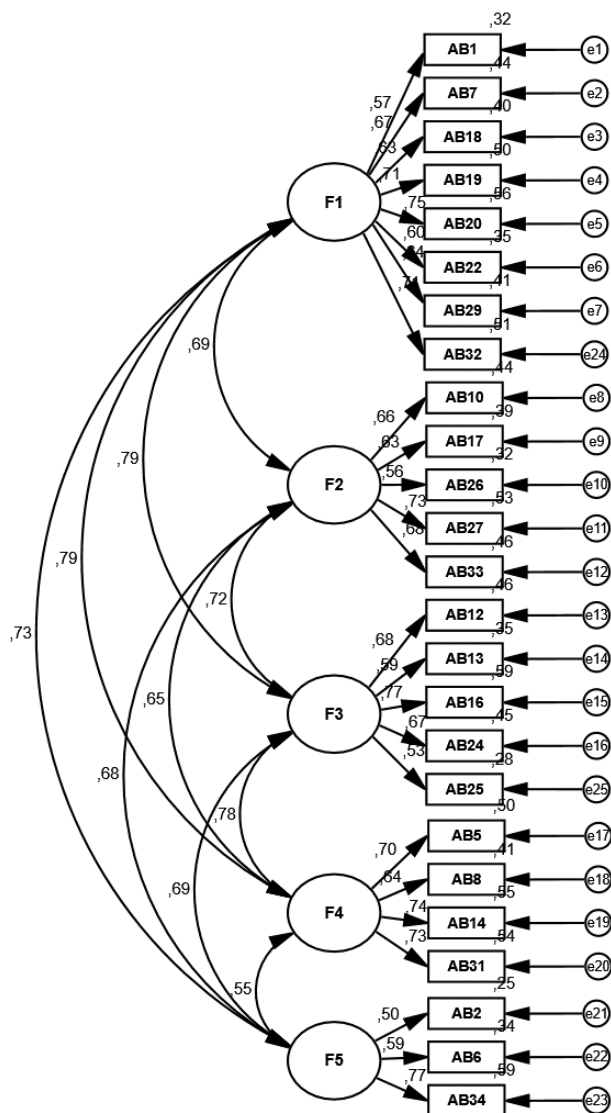 ,32
AB1 e1
,44
AB7 e2
,57
,40
,67
AB18 e3
,63
,50
AB19 e4
,71
,56
F1
,75
AB20 e5
,60
,35
AB22 e6
,64
,41
AB29 e7
,71
,51
AB32 e24
,69
,44
AB10 e8
,66
,39
AB17 e9
,63
,32
,79
,56
AB26 e10
F2
,73
,53
AB27 e11
,68
,46
AB33 e12
,79
,72
,46
AB12 e13
,73
,68
,35
AB13 e14
,59
,59
,65
,77
AB16 e15
F3
,67
,45
AB24 e16
,53
,28
,68
AB25 e25
,78
,50
AB5 e17
,70
,41
AB8 e18
,69
,64
,55
F4
,74
AB14 e19
,73
,54
AB31 e20
,55
,25
AB2 e21
,50
,34
AB6 e22
,59
,59
F5
,77
AB34 e23